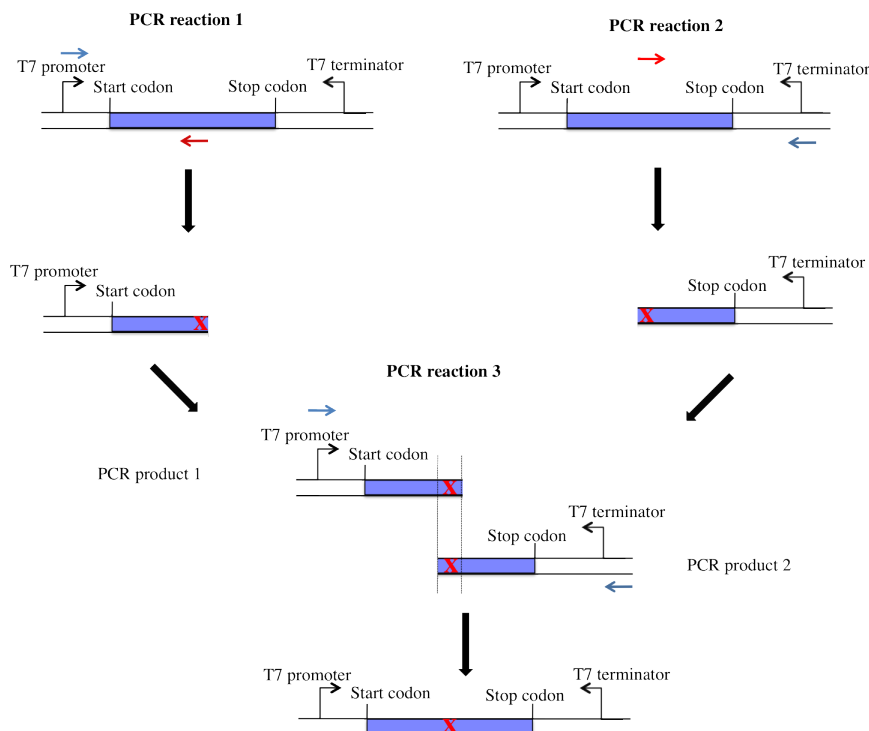 PCR reaction 1
PCR reaction 2
T7 promoter
T7 terminator
Start codon
Stop codon
T7 promoter
T7 terminator
Start codon
Stop codon
T7 promoter
Start codon
X
T7 terminator
Stop codon
X
PCR reaction 3
T7 promoter
Start codon
PCR product 1
X
T7 terminator
Stop codon
X
PCR product 2
T7 promoter
T7 terminator
Start codon
Stop codon
X